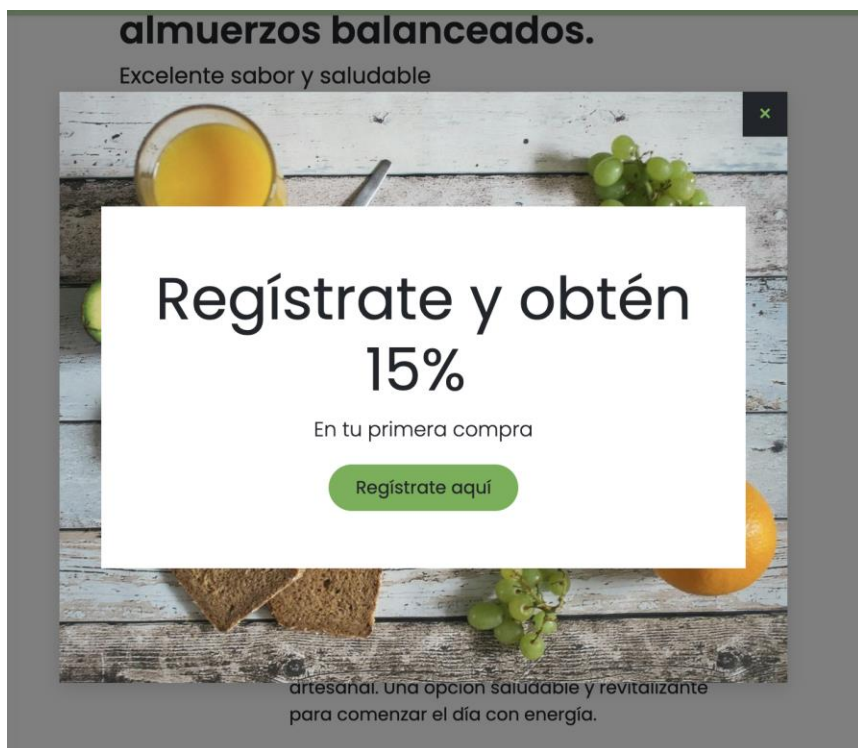 almuerzos balanceados.
Excelente sabor y saludable
×
Regístrate y obtén
15%
En tu primera compra
Regístrate aquí
artesanal. Una opción saludable y revitalizante
para comenzar el día con energía.